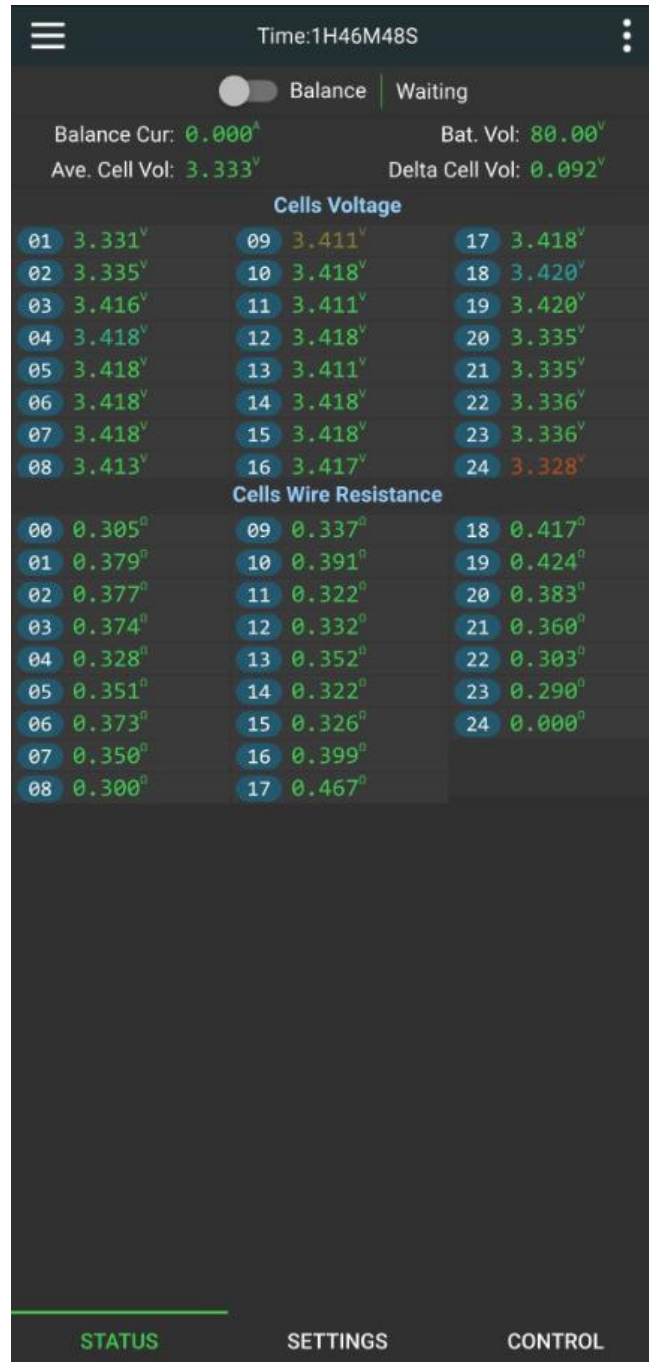 Time:1H46M48S
Balance Waiting
Balance Cur: 0.000A Bat. Vol: 80.00V
Ave. Cell Vol: 3.333V Delta Cell Vol: 0.092V
Cells Voltage
01 3.331V 09 3.411V 17 3.418V
02 3.335V 10 3.418V 18 3.420V
03 3.416V 11 3.411V 19 3.420V
04 3.418V 12 3.418V 20 3.335V
05 3.418V 13 3.411V 21 3.335V
06 3.418V 14 3.418V 22 3.336V
07 3.418V 15 3.418V 23 3.336V
08 3.413V 16 3.417V 24 3.328V
Cells Wire Resistance
00 0.305Ω 09 0.337Ω 18 0.417Ω
01 0.379Ω 10 0.391Ω 19 0.424Ω
02 0.377Ω 11 0.322Ω 20 0.383Ω
03 0.374Ω 12 0.332Ω 21 0.360Ω
04 0.328Ω 13 0.352Ω 22 0.303Ω
05 0.351Ω 14 0.322Ω 23 0.290Ω
06 0.373Ω 15 0.326Ω 24 0.000Ω
07 0.350Ω 16 0.399Ω
08 0.300Ω 17 0.467Ω
STATUS SETTINGS CONTROL